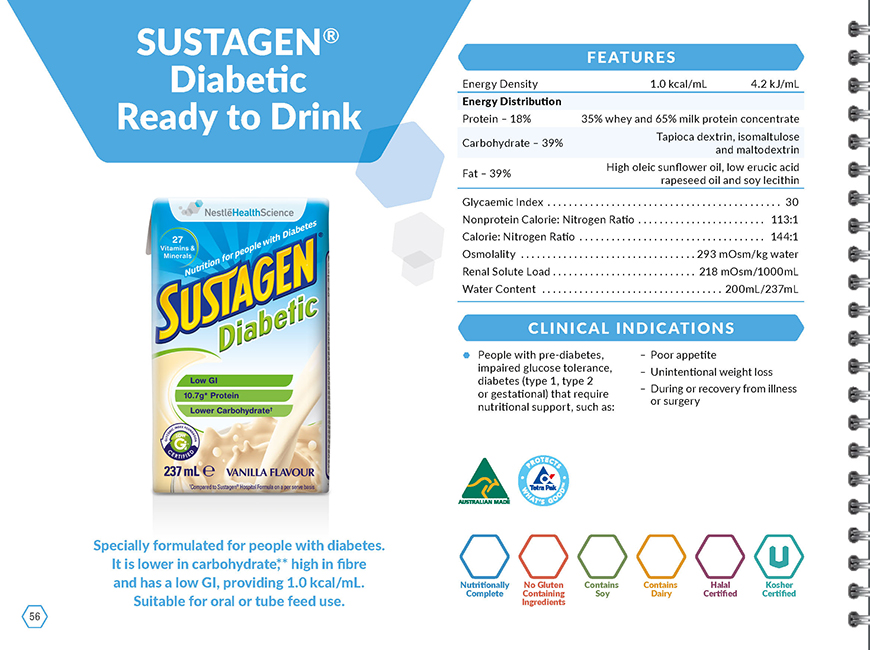 SUSTAGEN®
Diabetic
Ready to Drink
NestléHealthScience
27
Vitamins &
Minerals
Nutrition for people with Diabetes
SUSTAGEN®
Diabetic
Low GI
10.7g* Protein
Lower Carbohydrate†
G
CERTIFIED
237 mL e
VANILLA FLAVOUR
Specially formulated for people with diabetes.
It is lower in carbohydrate,** high in fibre
and has a low GI, providing 1.0 kcal/mL.
Suitable for oral or tube feed use.
56
FEATURES
Energy Density 1.0 kcal/mL 4.2 kJ/mL
Energy Distribution
Protein – 18% 35% whey and 65% milk protein concentrate
Carbohydrate – 39% Tapioca dextrin, isomaltulose
and maltodextrin
Fat – 39% High oleic sunflower oil, low erucic acid
rapeseed oil and soy lecithin
Glycaemic Index 30
Nonprotein Calorie: Nitrogen Ratio 113:1
Calorie: Nitrogen Ratio 144:1
Osmolality 293 mOsm/kg water
Renal Solute Load 218 mOsm/1000mL
Water Content 200mL/237mL
CLINICAL INDICATIONS
People with pre-diabetes,
impaired glucose tolerance,
diabetes (type 1, type 2
or gestational) that require
nutritional support, such as:
– Poor appetite
– Unintentional weight loss
– During or recovery from illness
or surgery
AUSTRALIAN MADE
PROTECTS
Tetra Pak
WHAT'S GOOD
Nutritionally
Complete
No Gluten
Containing
Ingredients
Contains
Soy
Contains
Dairy
Halal
Certified
Kosher
Certified